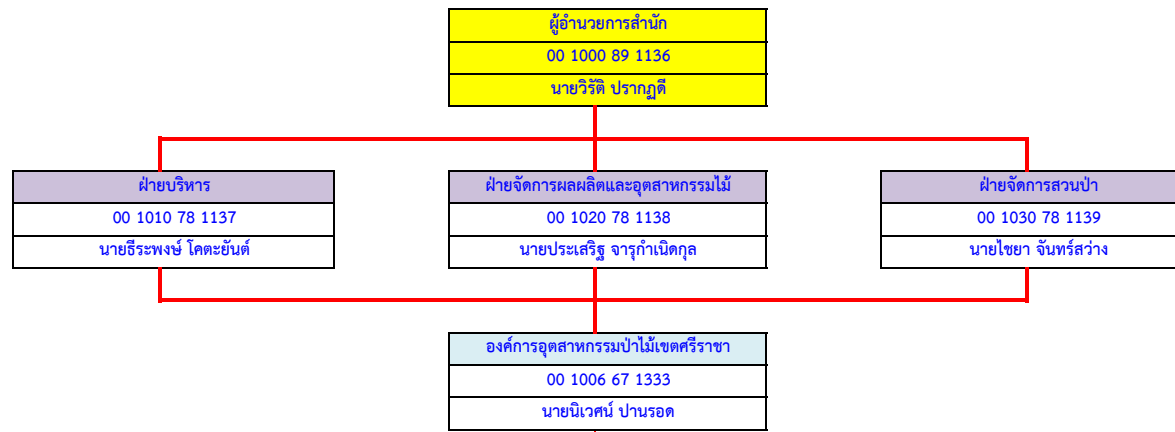 ผู้อำนวยการสำนัก
00 1000 89 1136
นายวิรัติ ปรากฏดี
ฝ่ายบริหาร
00 1010 78 1137
นายธีระพงษ์ โคตะยันต์
ฝ่ายจัดการผลผลิตและอุตสาหกรรมไม้
00 1020 78 1138
นายประเสริฐ จารุกำเนิดกุล
ฝ่ายจัดการสวนป่า
00 1030 78 1139
นายไชยา จันทร์สว่าง
องค์การอุตสาหกรรมป่าไม้เขตศรีราชา
00 1006 67 1333
นายนิเวศน์ ปานรอด